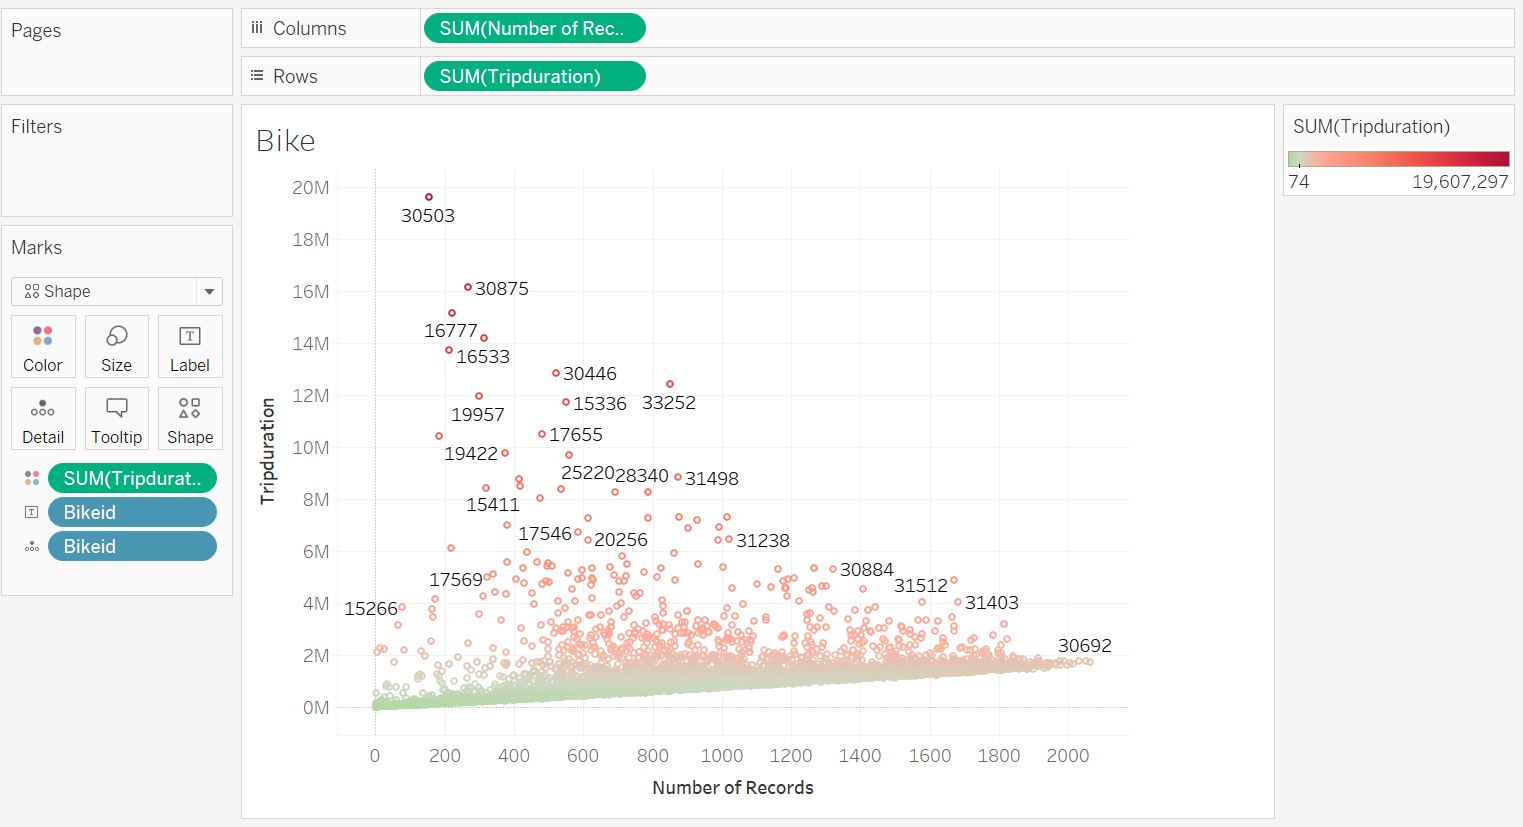 Pages
Columns
SUM(Number of Rec..
Rows
SUM(Tripduration)
Filters
Marks
Shape
Color
Size
Label
Detail
Tooltip
Shape
SUM(Tripdurat..
Bikeid
Bikeid
Bike
Tripduration
20M
18M
16M
14M
12M
10M
8M
6M
4M
2M
0M
30503
30875
16777
16533
30446
33252
19957
15336
17655
19422
25220
28340
31498
15411
17546
20256
31238
17569
30884
31512
15266
31403
30692
0
200
400
600
800
1000
1200
1400
1600
1800
2000
Number of Records
SUM(Tripduration)
74
19,607,297